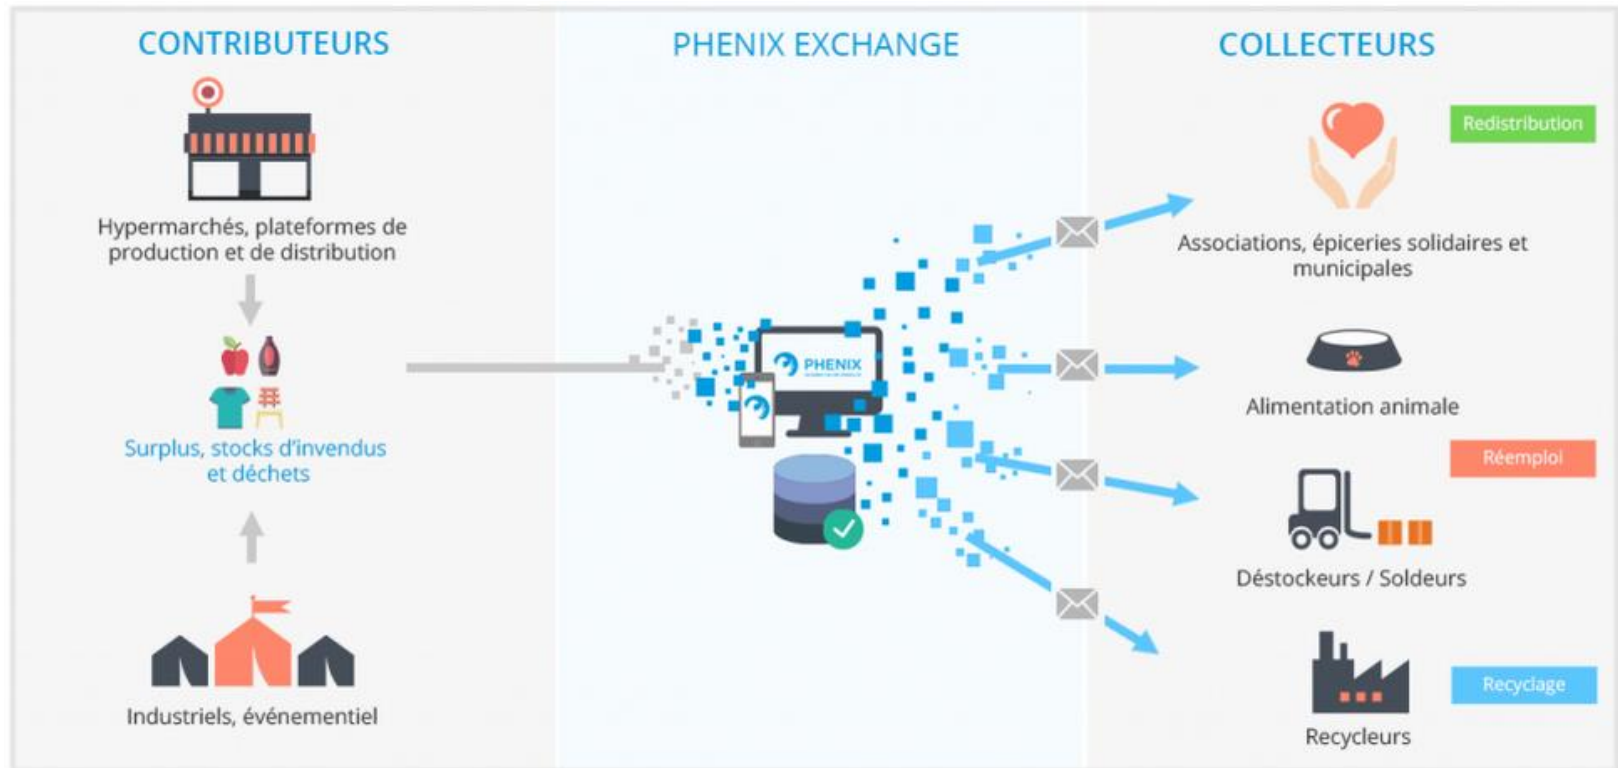 CONTRIBUTEURS
Hypermarchés, plateformes de
production et de distribution
Surplus, stocks d'invendus
et déchets
Industriels, événementiel
PHENIX EXCHANGE
PHENIX
COLLECTEURS
Redistribution
Associations, épiceries solidaires et
municipales
Alimentation animale
Réemploi
Déstockeurs / Soldeurs
Recyclage
Recycleurs